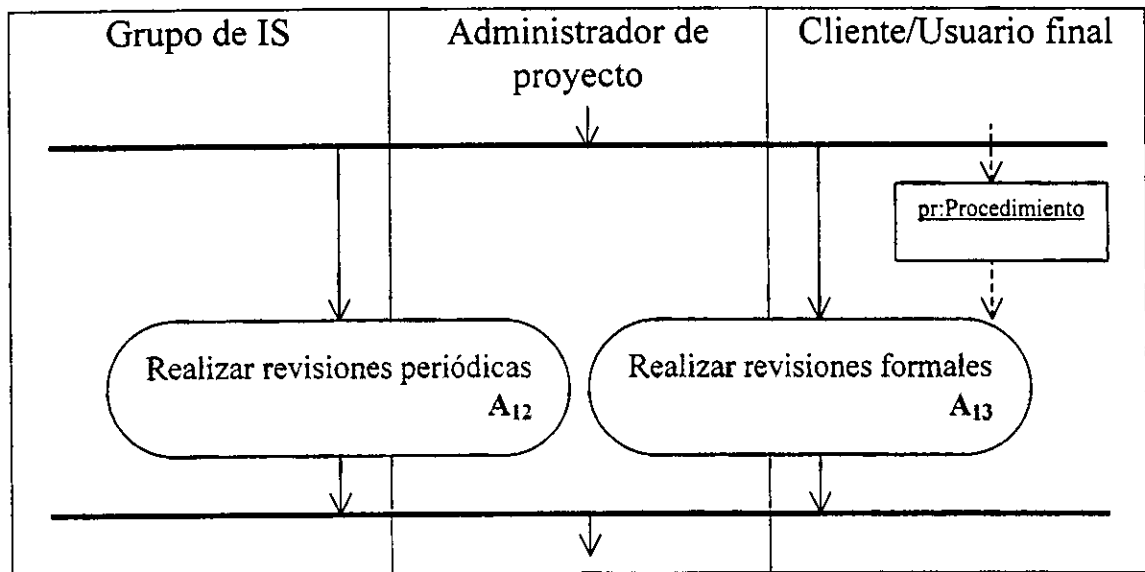 Grupo de IS
Administrador de
proyecto
Cliente/Usuario final
pr:Procedimiento
Realizar revisiones periódicas
A12
Realizar revisiones formales
A13